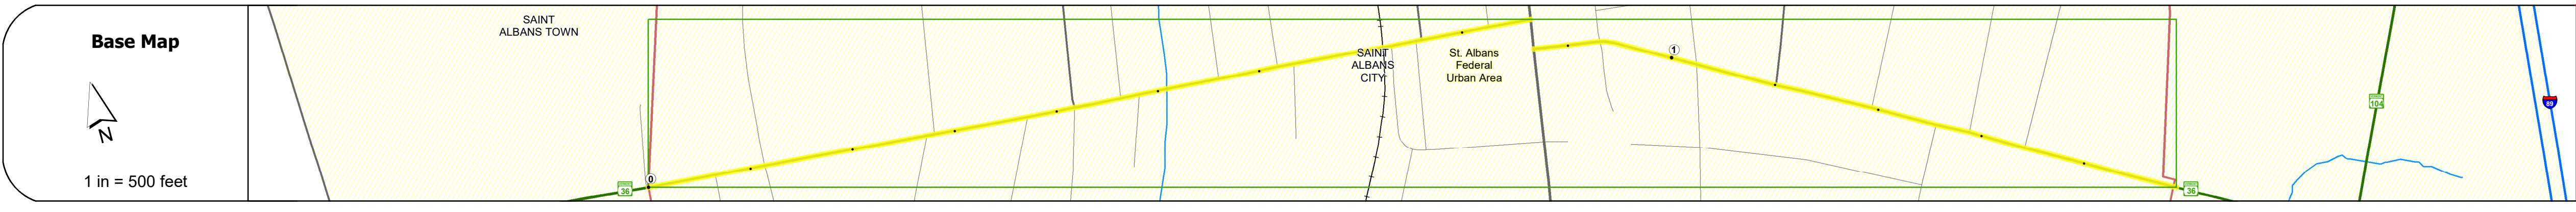 Base Map
N
1 in = 500 feet
SAINT
ALBANS TOWN
36
0
SAINT
ALBANS
CITY
St. Albans
Federal
Urban Area
1
36
104
89